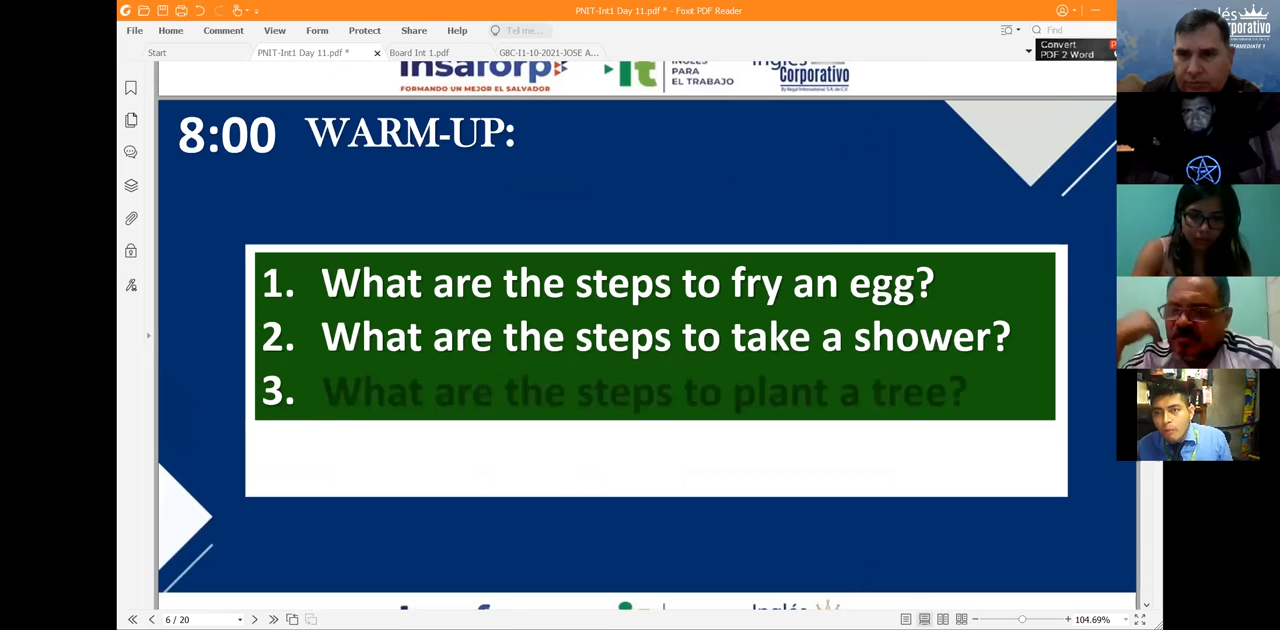 PNIT-Int1 Day 11.pdf * - Foxit PDF Reader
File Home Comment View Form Protect Share Help Tell me... Find
Start PNIT-Int1 Day 11.pdf * Board Int 1.pdf G8C-I1-10-2021-JOSE A...
Convert
PDF 2 Word
insaforp
FORMANDO UN MEJOR EL SALVADOR
it
INGLÉS
PARA
EL TRABAJO
Inglés
Corporativo
8:00 WARM-UP:
1. What are the steps to fry an egg?
2. What are the steps to take a shower?
3. What are the steps to plant a tree?
6 / 20
104.69%
Inglés